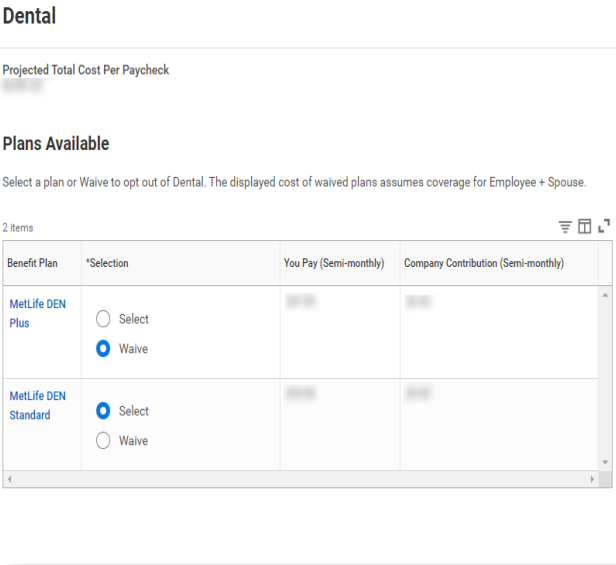 Dental
Projected Total Cost Per Paycheck
Plans Available
Select a plan or Waive to opt out of Dental. The displayed cost of waived plans assumes coverage for Employee + Spouse.
2 items
Benefit Plan *Selection You Pay (Semi-monthly) Company Contribution (Semi-monthly)
MetLife DEN
Plus
Select
Waive
MetLife DEN
Standard
Select
Waive